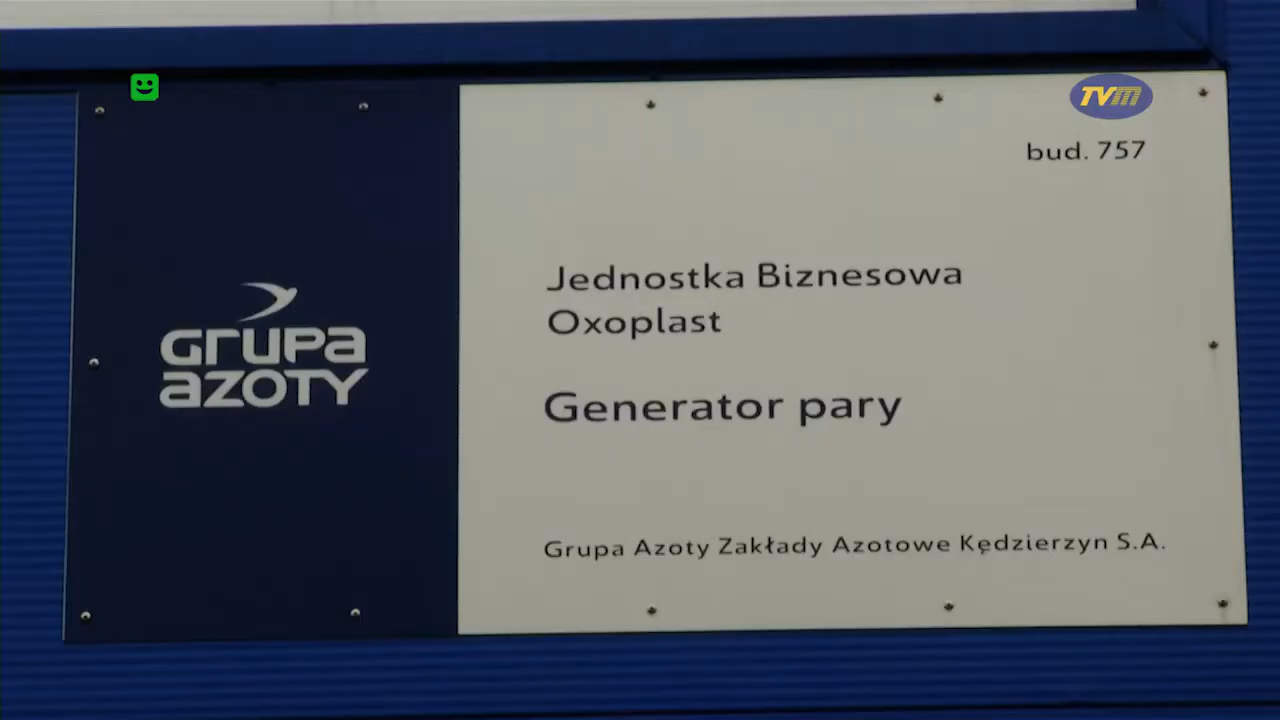 TVM
bud. 757
GRUPA
AZOTY
Jednostka Biznesowa
Oxoplast
Generator pary
Grupa Azoty Zakłady Azotowe Kędzierzyn S.A.